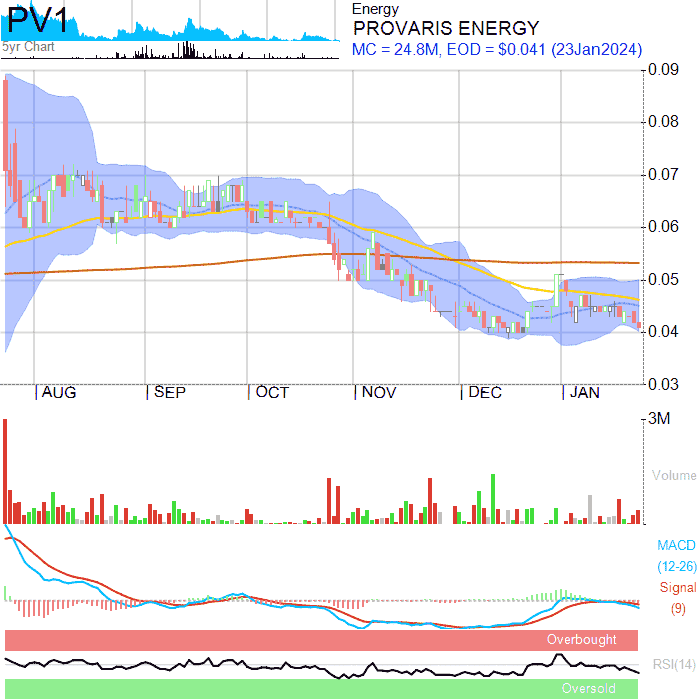 PV1
5yr Chart
Energy
PROVARIS ENERGY
MC = 24.8M, EOD = $0.041 (23Jan2024)
0.09
0.08
0.07
0.06
0.05
0.04
0.03
AUG SEP OCT NOV DEC JAN
3M
Volume
MACD
(12-26)
Signal
(9)
Overbought
RSI(14)
Oversold